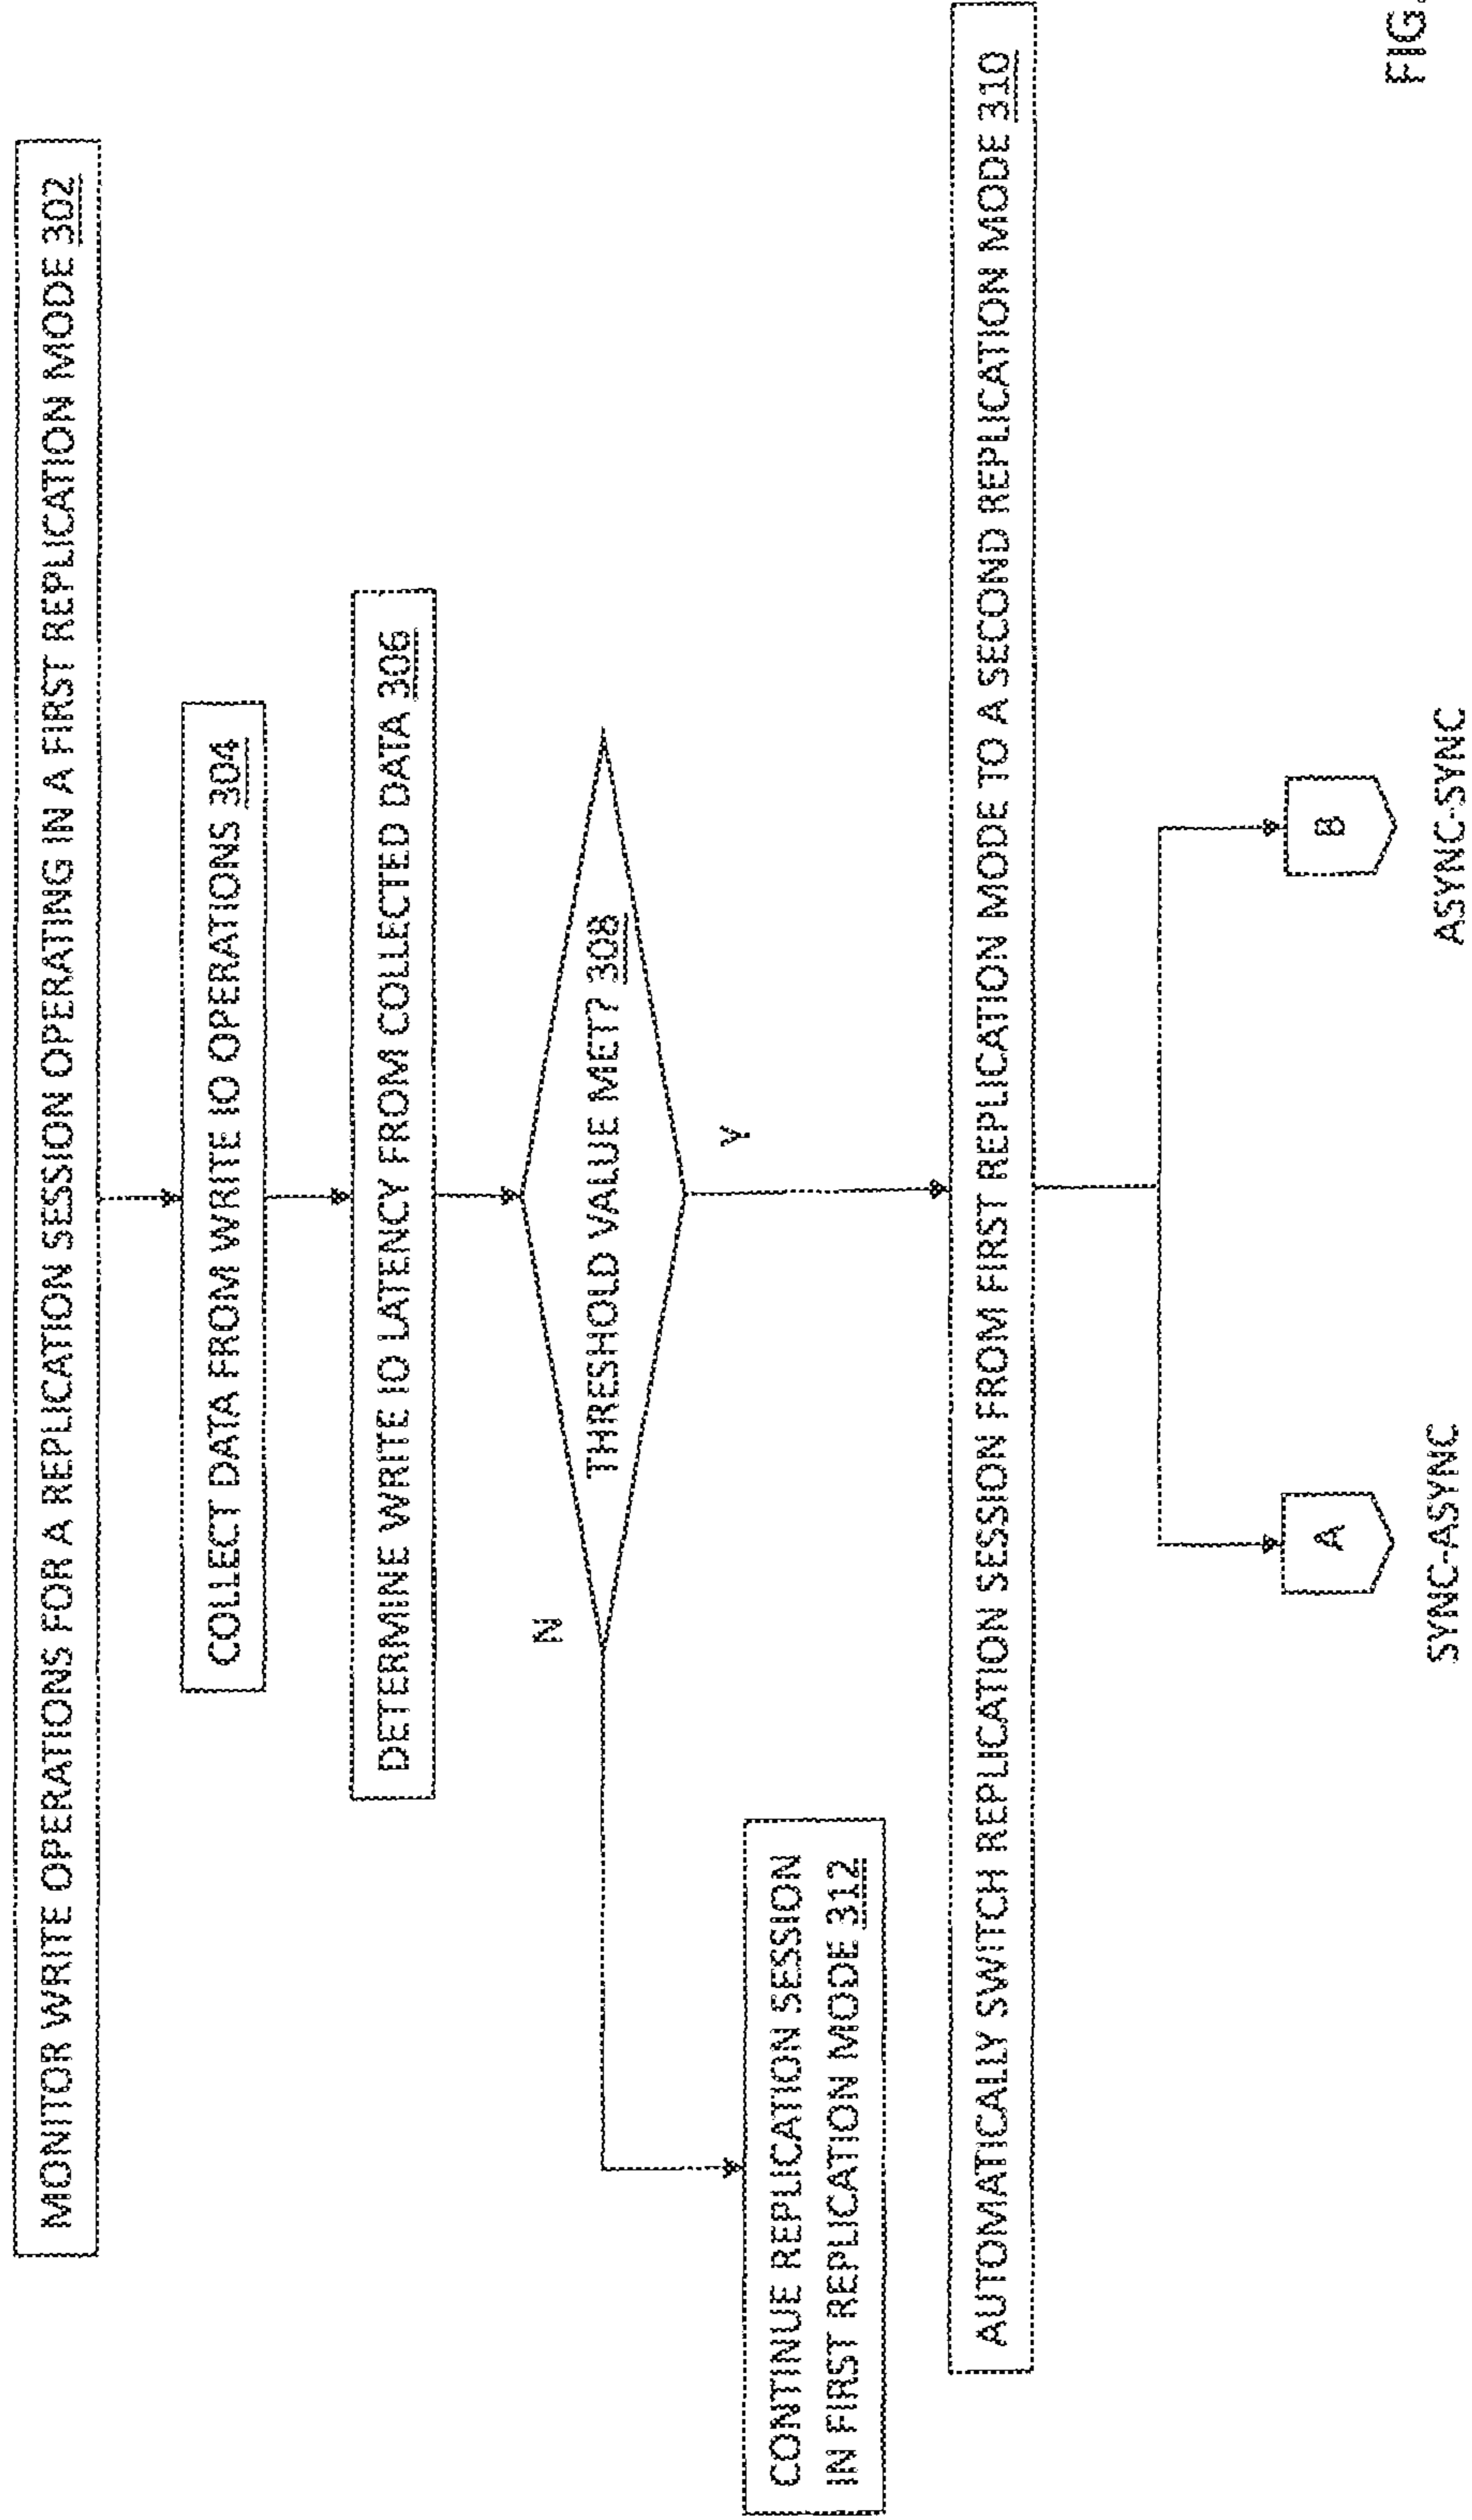 MONITOR WRITE OPERATIONS FOR A REPLICATION SESSION OPERATING IN A FIRST REPLICATION MODE 302
COLLECT DATA FROM WRITE IO OPERATIONS 304
DETERMINE WRITE IO LATENCY FROM COLLECTED DATA 306
THRESHOLD VALUE MET? 308
N
Y
CONTINUE REPLICATION SESSION
IN FIRST REPLICATION MODE 312
AUTOMATICALLY SWITCH REPLICATION SESSION FROM FIRST REPLICATION MODE TO A SECOND REPLICATION MODE 310
A
B
SYNC-ASYNC
ASYNC-SYNC
FIG.